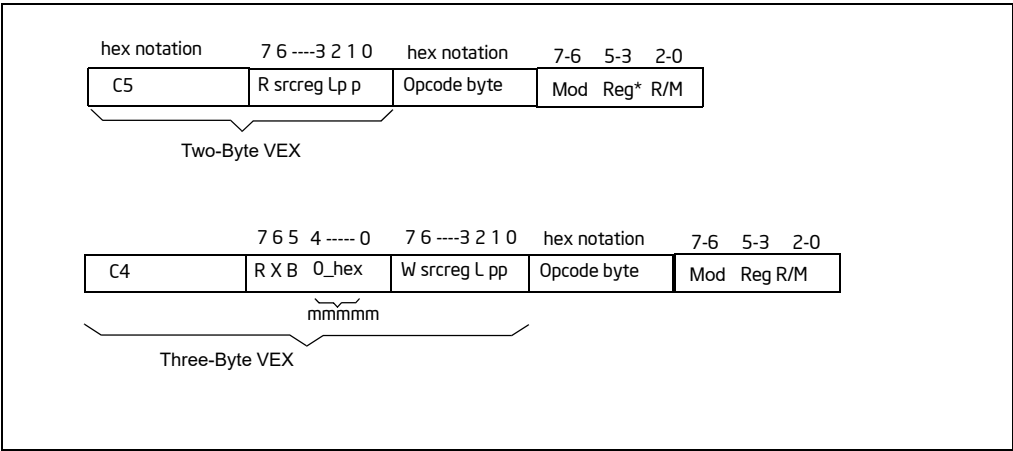 hex notation 7 6 ----3 2 1 0 hex notation 7-6 5-3 2-0
C5 R srcreg Lp p Opcode byte Mod Reg* R/M
Two-Byte VEX
7 6 5 4 ----- 0 7 6 ----3 2 1 0 hex notation 7-6 5-3 2-0
C4 R X B 0_hex W srcreg L pp Opcode byte Mod Reg R/M
mmmmm
Three-Byte VEX